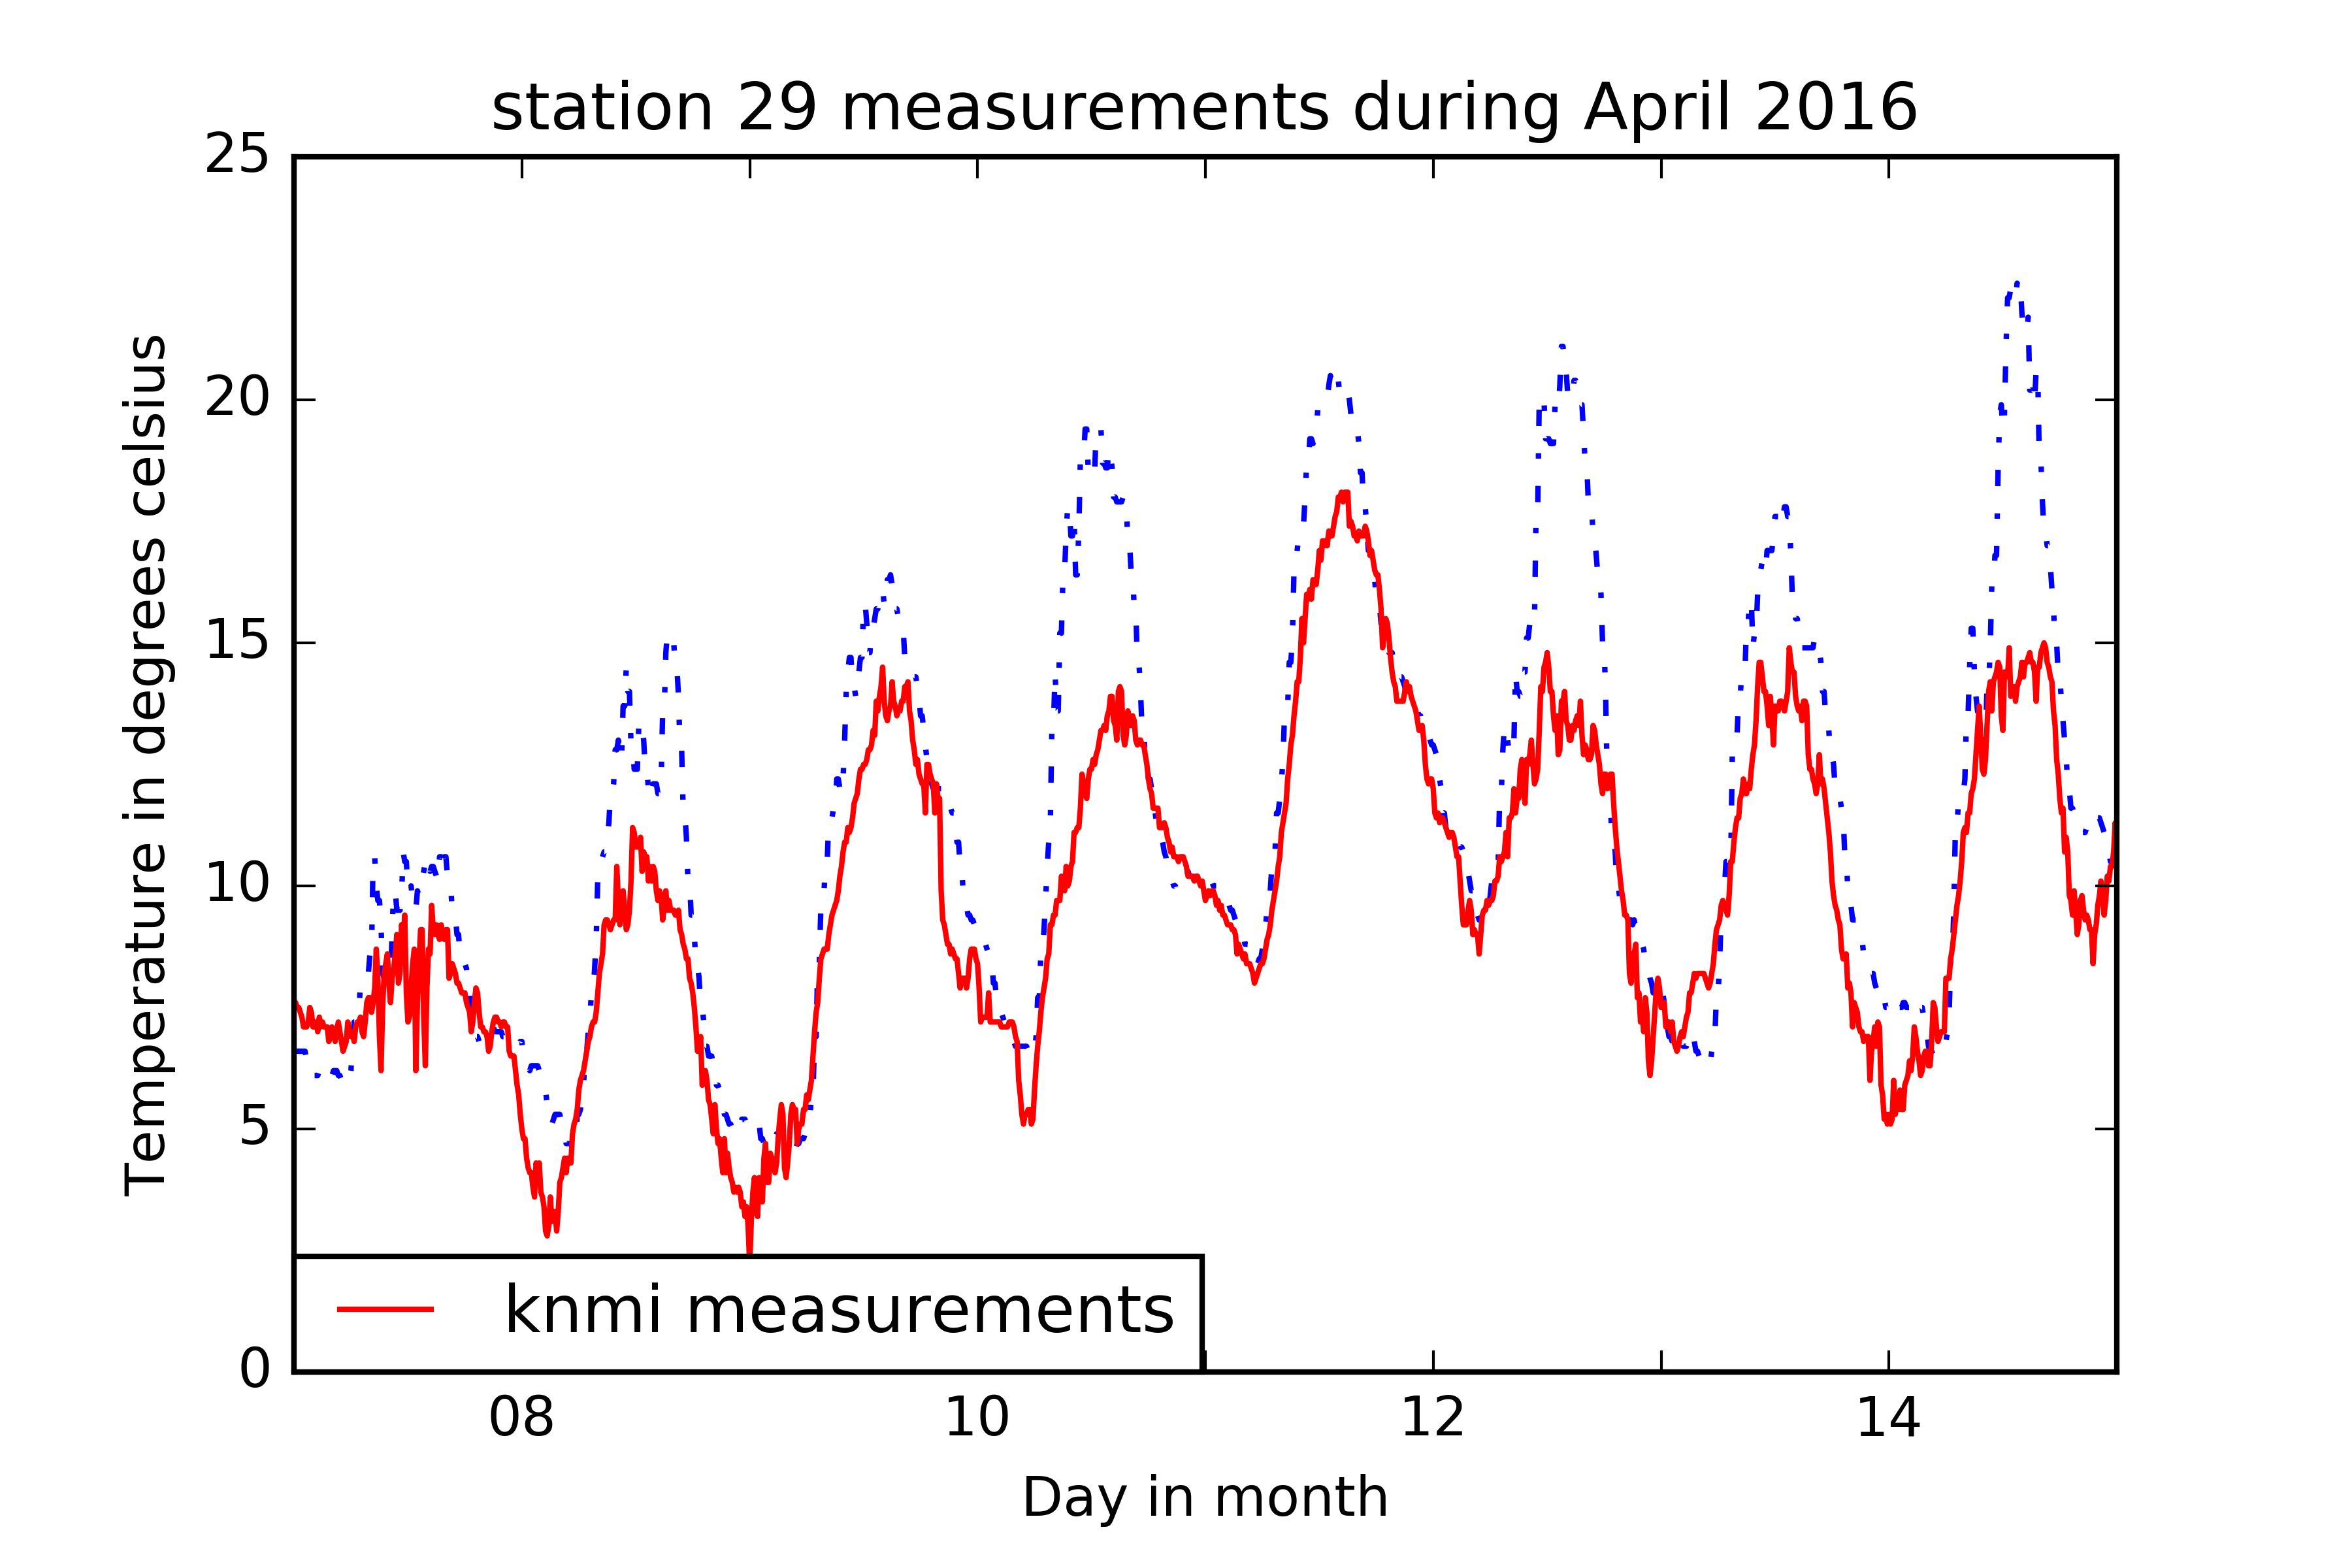 station 29 measurements during April 2016
25
20
15
10
5
0
Temperature in degrees celsius
knmi measurements
08 10 12 14
Day in month